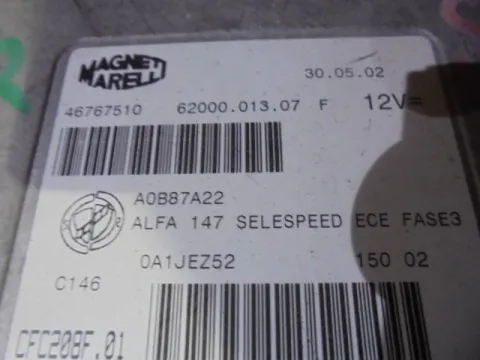 MAGNETI
MARELLI
30.05.02
46767510 62000.013.07 F 12V=
A0B87A22
ALFA 147 SELESPEED ECE FASE3
0A1JEZ52 150 02
C146
CFC208F.01